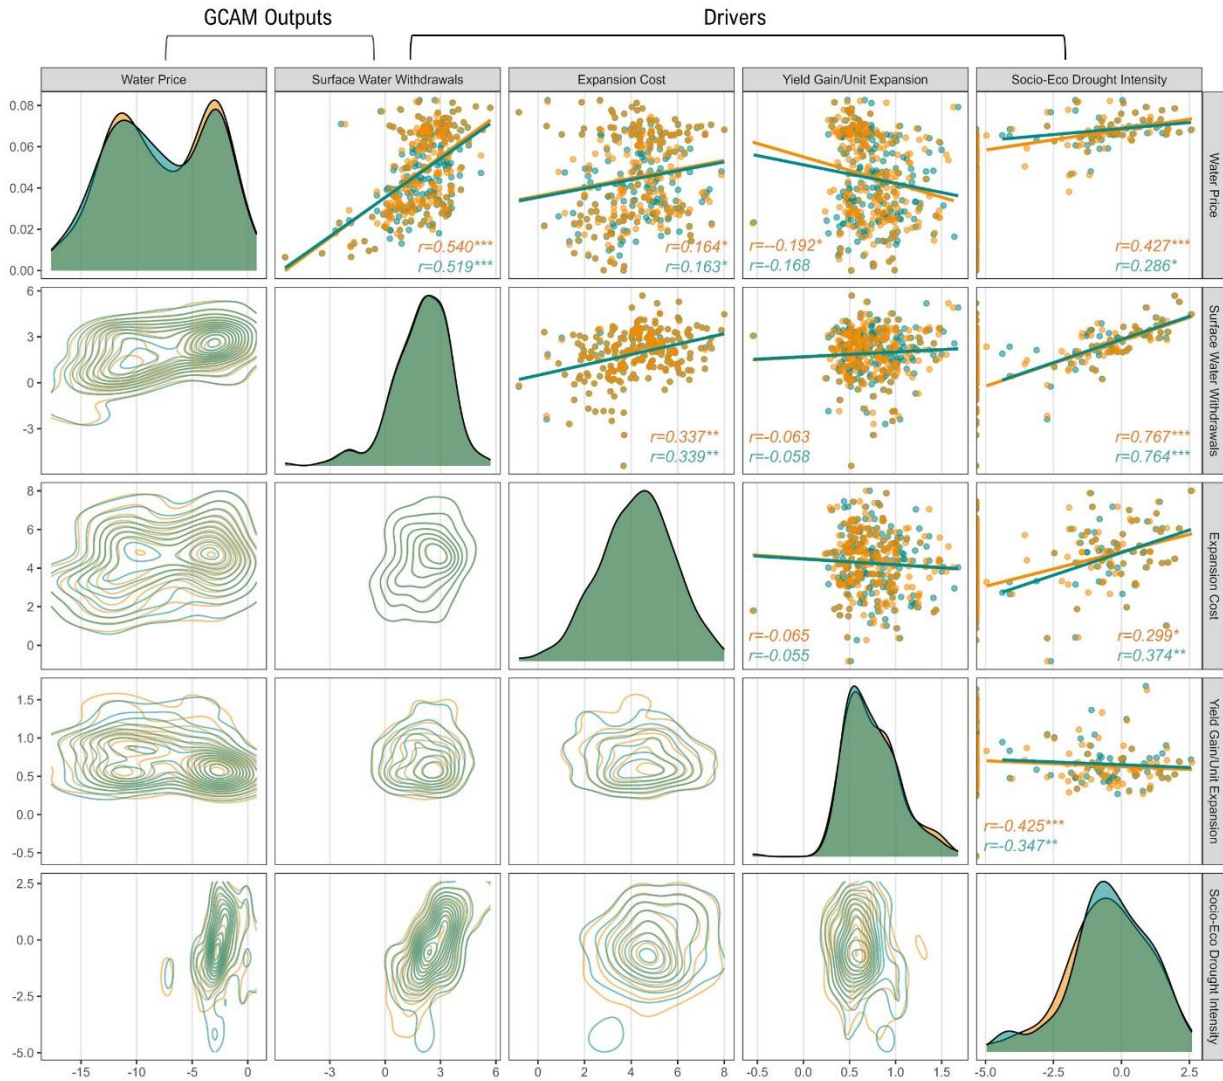 GCAM Outputs
Drivers
Water Price
Surface Water Withdrawals
Expansion Cost
Yield Gain/Unit Expansion
Socio-Eco Drought Intensity
0.08
0.06
0.04
0.02
0.00
r=0.540***
r=0.519***
r=0.164*
r=0.163*
r=--0.192*
r=-0.168
r=0.427***
r=0.286*
Water Price
6
3
0
-3
r=0.337**
r=0.339**
r=-0.063
r=-0.058
r=0.767***
r=0.764***
Surface Water Withdrawals
8
6
4
2
0
r=-0.065
r=-0.055
r=0.299*
r=0.374**
Expansion Cost
1.5
1.0
0.5
0.0
-0.5
r=-0.425***
r=-0.347**
Yield Gain/Unit Expansion
2.5
0.0
-2.5
-5.0
Socio-Eco Drought Intensity
-15 -10 -5 0
-3 0 3 6
0 2 4 6 8
-0.5 0.0 0.5 1.0 1.5
-5.0 -2.5 0.0 2.5